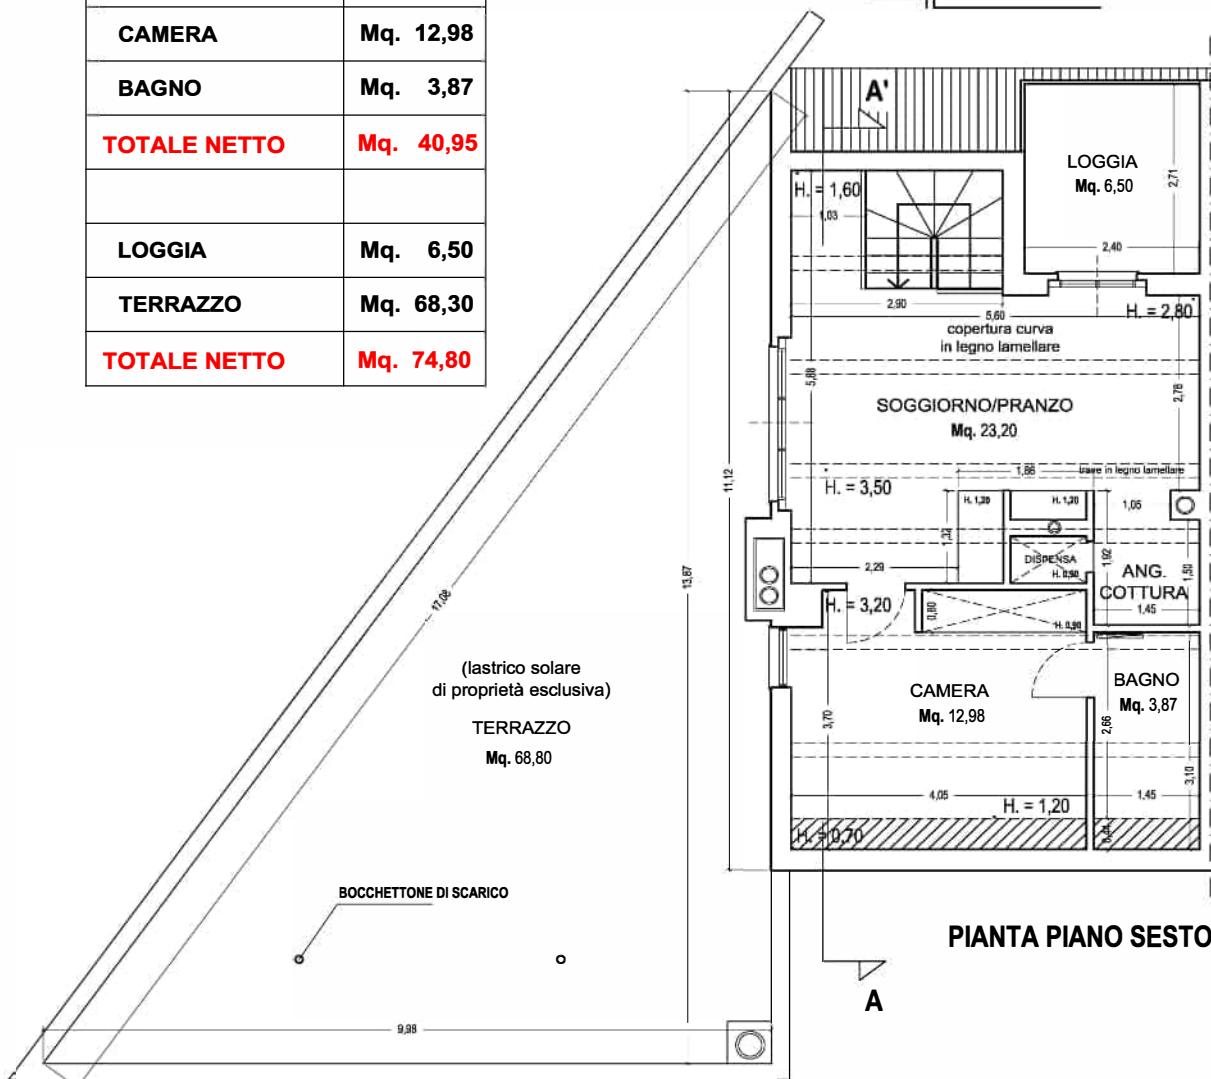 CAMERA Mq. 12,98
BAGNO Mq. 3,87
TOTALE NETTO Mq. 40,95
LOGGIA Mq. 6,50
TERRAZZO Mq. 68,30
TOTALE NETTO Mq. 74,80
A'
LOGGIA
Mq. 6,50
2,71
H. = 1,60
1,03
2,40
2,90
5,60
H. = 2,80
copertura curva
in legno lamellare
5,88
2,78
SOGGIORNO/PRANZO
Mq. 23,20
1,86
trave in legno lamellare
11,12
H. = 3,50
H. 1,20
H. 1,20
1,05
1,32
DISPENSA
H. 0,90
1,92
1,50
2,29
ANG.
COTTURA
1,45
13,87
17,08
H. = 3,20
0,80
H. 0,90
(lastrico solare
di proprietà esclusiva)
TERRAZZO
Mq. 68,80
CAMERA
Mq. 12,98
BAGNO
Mq. 3,87
3,70
2,66
3,10
4,05
1,45
H. = 1,20
H. = 0,70
BOCCHETTONE DI SCARICO
PIANTA PIANO SESTO
A
9,98